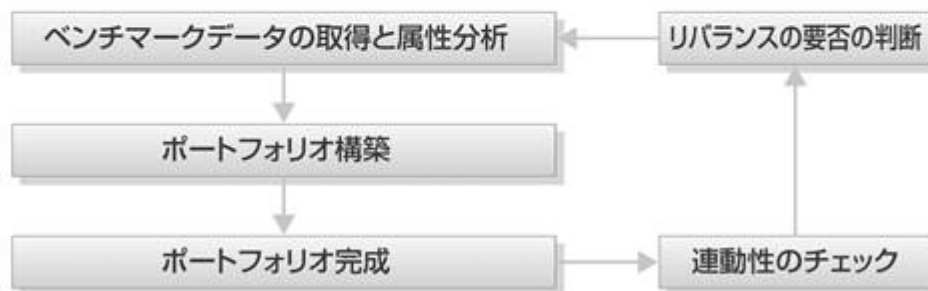 ベンチマークデータの取得と属性分析
リバランスの要否の判断
ポートフォリオ構築
ポートフォリオ完成
連動性のチェック